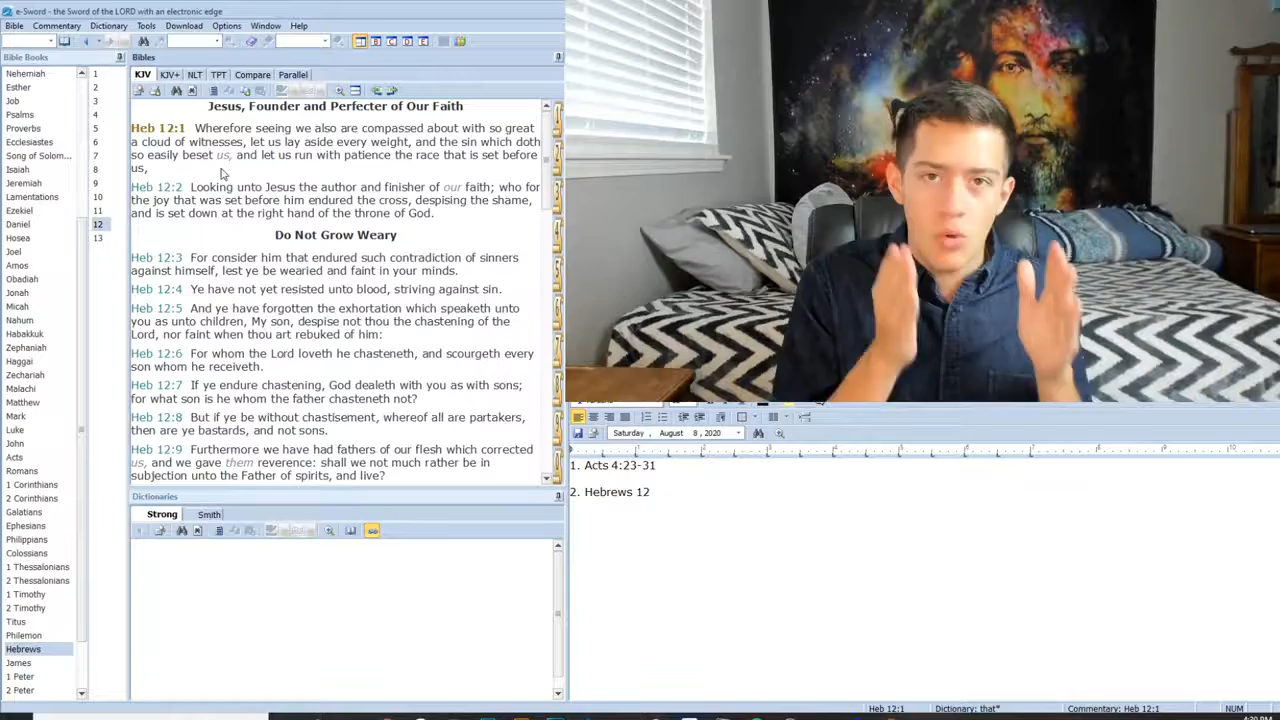 e-Sword - the Sword of the LORD with an electronic edge
Bible Commentary Dictionary Tools Download Options Window Help
Bible Books
Nehemiah
Esther
Job
Psalms
Proverbs
Ecclesiastes
Song of Solom...
Isaiah
Jeremiah
Lamentations
Ezekiel
Daniel
Hosea
Joel
Amos
Obadiah
Jonah
Micah
Nahum
Habakkuk
Zephaniah
Haggai
Zechariah
Malachi
Matthew
Mark
Luke
John
Acts
Romans
1 Corinthians
2 Corinthians
Galatians
Ephesians
Philippians
Colossians
1 Thessalonians
2 Thessalonians
1 Timothy
2 Timothy
Titus
Philemon
Hebrews
James
1 Peter
2 Peter
1
2
3
4
5
6
7
8
9
10
11
12
13
Bibles
KJV KJV+ NLT TPT Compare Parallel
Jesus, Founder and Perfecter of Our Faith
Heb 12:1 Wherefore seeing we also are compassed about with so great
a cloud of witnesses, let us lay aside every weight, and the sin which doth
so easily beset us, and let us run with patience the race that is set before
us,
Heb 12:2 Looking unto Jesus the author and finisher of our faith; who for
the joy that was set before him endured the cross, despising the shame,
and is set down at the right hand of the throne of God.
Do Not Grow Weary
Heb 12:3 For consider him that endured such contradiction of sinners
against himself, lest ye be wearied and faint in your minds.
Heb 12:4 Ye have not yet resisted unto blood, striving against sin.
Heb 12:5 And ye have forgotten the exhortation which speaketh unto
you as unto children, My son, despise not thou the chastening of the
Lord, nor faint when thou art rebuked of him:
Heb 12:6 For whom the Lord loveth he chasteneth, and scourgeth every
son whom he receiveth.
Heb 12:7 If ye endure chastening, God dealeth with you as with sons;
for what son is he whom the father chasteneth not?
Heb 12:8 But if ye be without chastisement, whereof all are partakers,
then are ye bastards, and not sons.
Heb 12:9 Furthermore we have had fathers of our flesh which corrected
us, and we gave them reverence: shall we not much rather be in
subjection unto the Father of spirits, and live?
Dictionaries
Strong Smith
Saturday , August 8, 2020
1. Acts 4:23-31
2. Hebrews 12
Heb 12:1 Dictionary: that" Commentary: Heb 12:1 NUM